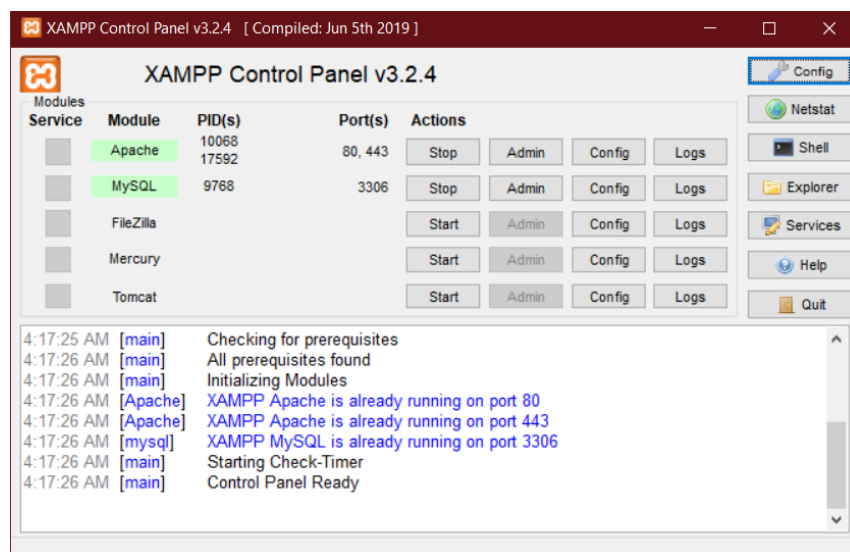 XAMPP Control Panel v3.2.4 [ Compiled: Jun 5th 2019 ]
XAMPP Control Panel v3.2.4
Config
Modules
Service Module PID(s) Port(s) Actions
Netstat
Apache 10068 17592 80, 443 Stop Admin Config Logs
Shell
MySQL 9768 3306 Stop Admin Config Logs
Explorer
FileZilla Start Admin Config Logs
Services
Mercury Start Admin Config Logs
Help
Tomcat Start Admin Config Logs
Quit
4:17:25 AM [main] Checking for prerequisites
4:17:26 AM [main] All prerequisites found
4:17:26 AM [main] Initializing Modules
4:17:26 AM [Apache] XAMPP Apache is already running on port 80
4:17:26 AM [Apache] XAMPP Apache is already running on port 443
4:17:26 AM [mysql] XAMPP MySQL is already running on port 3306
4:17:26 AM [main] Starting Check-Timer
4:17:26 AM [main] Control Panel Ready